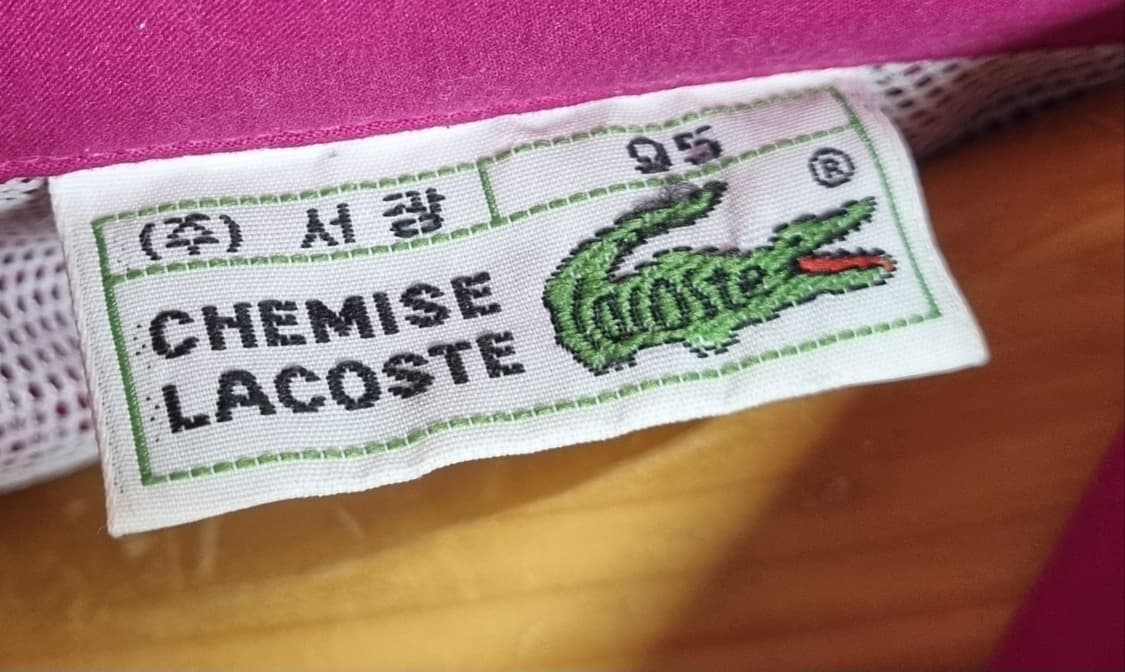 (주) 서 광 95
®
CHEMISE
LACOSTE
Lacoste